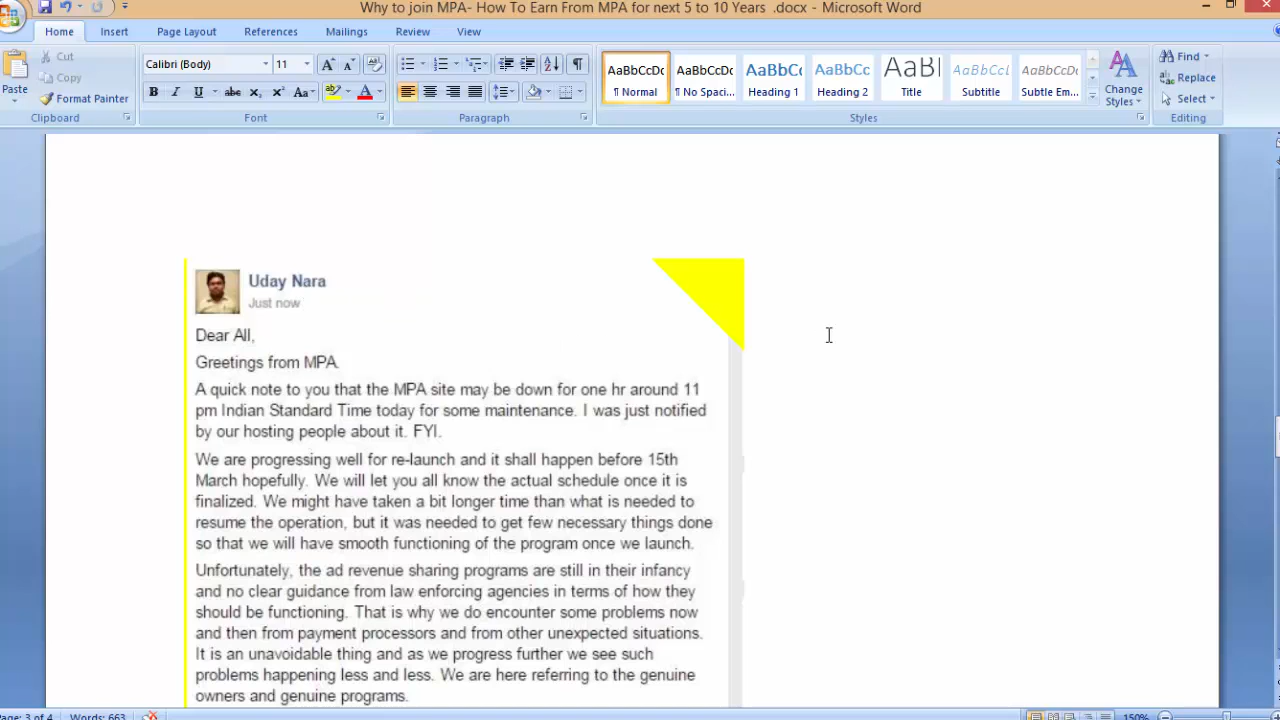 Why to join MPA- How To Earn From MPA for next 5 to 10 Years .docx - Microsoft Word
Home Insert Page Layout References Mailings Review View
Paste
Cut
Copy
Format Painter
Clipboard
Calibri (Body) 11
Font
Paragraph
AaBbCcDc AaBbCcDc AaBbCc AaBbCc AaBl AaBbCcL AaBbCcDc
¶ Normal ¶ No Spaci... Heading 1 Heading 2 Title Subtitle Subtle Em...
Change
Styles
Styles
Find
Replace
Select
Editing
Uday Nara
Just now
Dear All,
Greetings from MPA.
A quick note to you that the MPA site may be down for one hr around 11
pm Indian Standard Time today for some maintenance. I was just notified
by our hosting people about it. FYI.
We are progressing well for re-launch and it shall happen before 15th
March hopefully. We will let you all know the actual schedule once it is
finalized. We might have taken a bit longer time than what is needed to
resume the operation, but it was needed to get few necessary things done
so that we will have smooth functioning of the program once we launch.
Unfortunately, the ad revenue sharing programs are still in their infancy
and no clear guidance from law enforcing agencies in terms of how they
should be functioning. That is why we do encounter some problems now
and then from payment processors and from other unexpected situations.
It is an unavoidable thing and as we progress further we see such
problems happening less and less. We are here referring to the genuine
owners and genuine programs.
Page: 3 of 4 Words: 663 150%